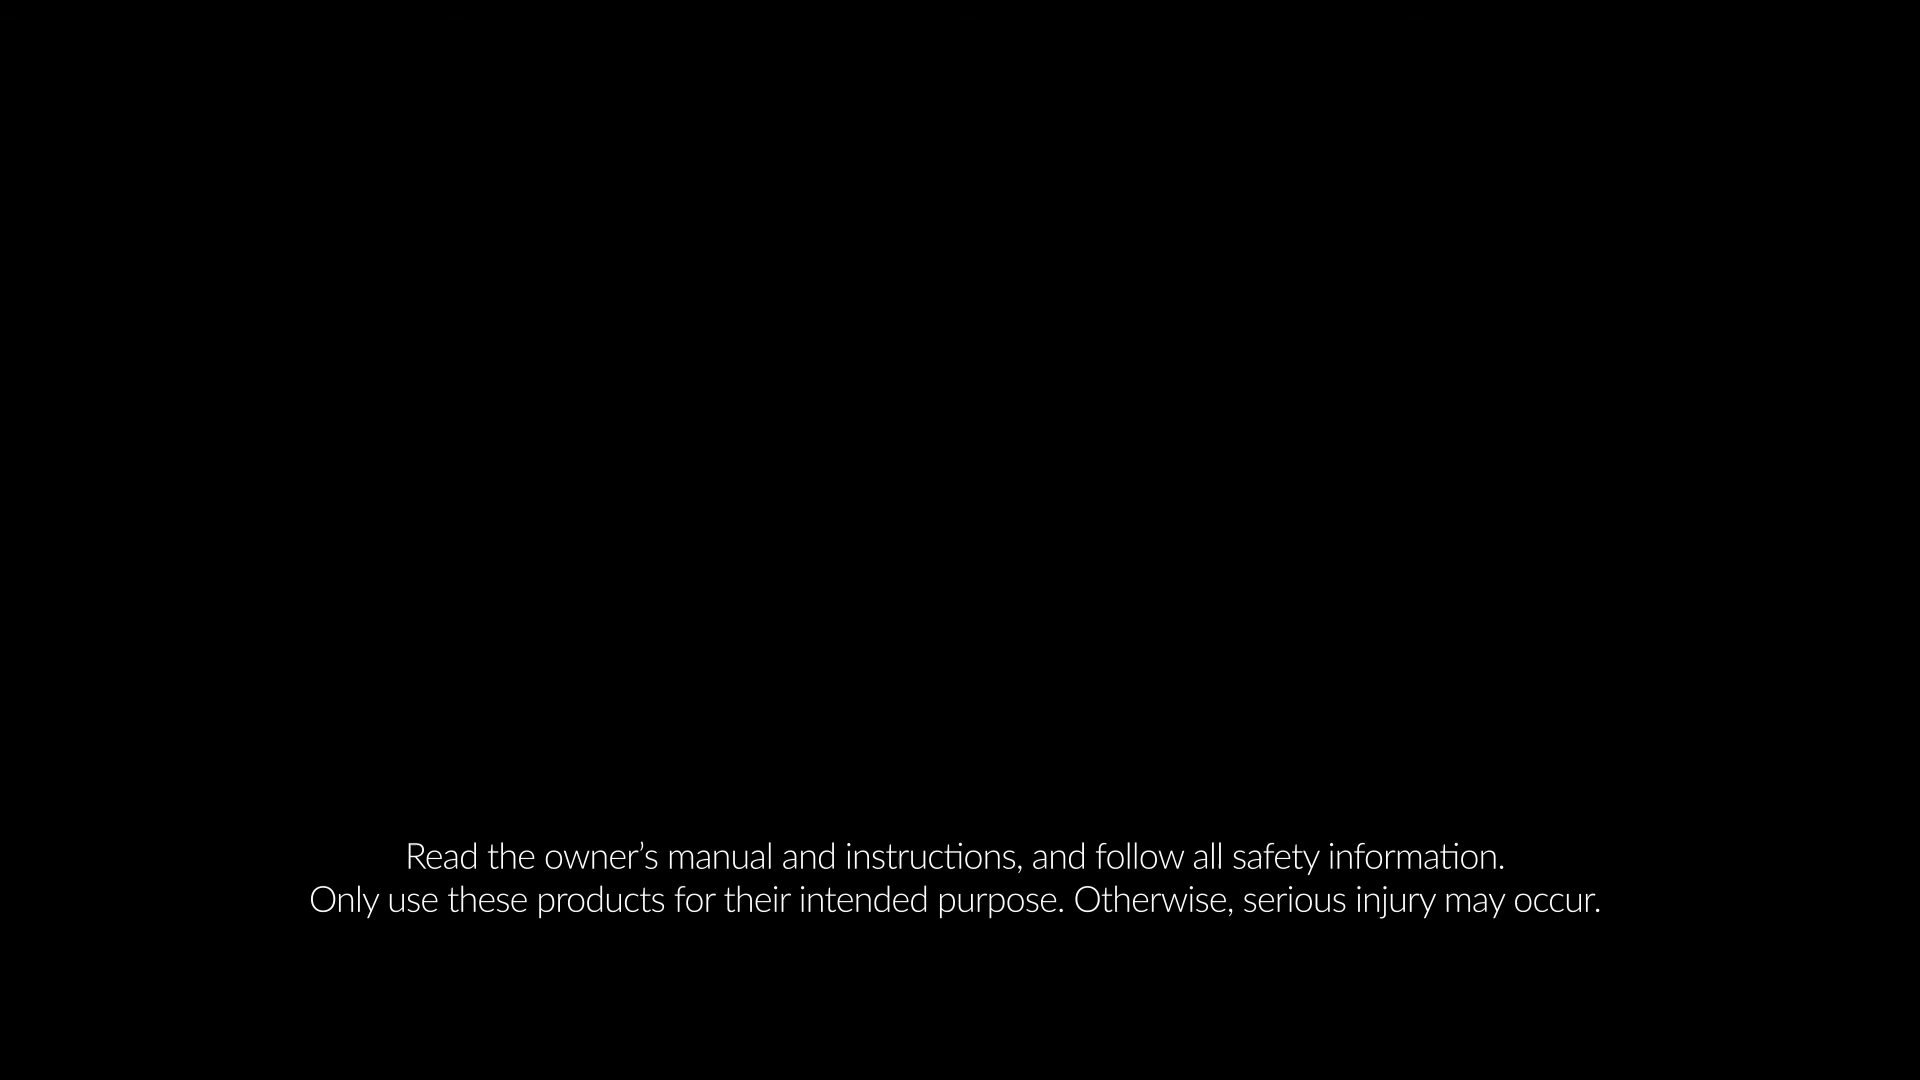 Read the owner’s manual and instructions, and follow all safety information.
Only use these products for their intended purpose. Otherwise, serious injury may occur.